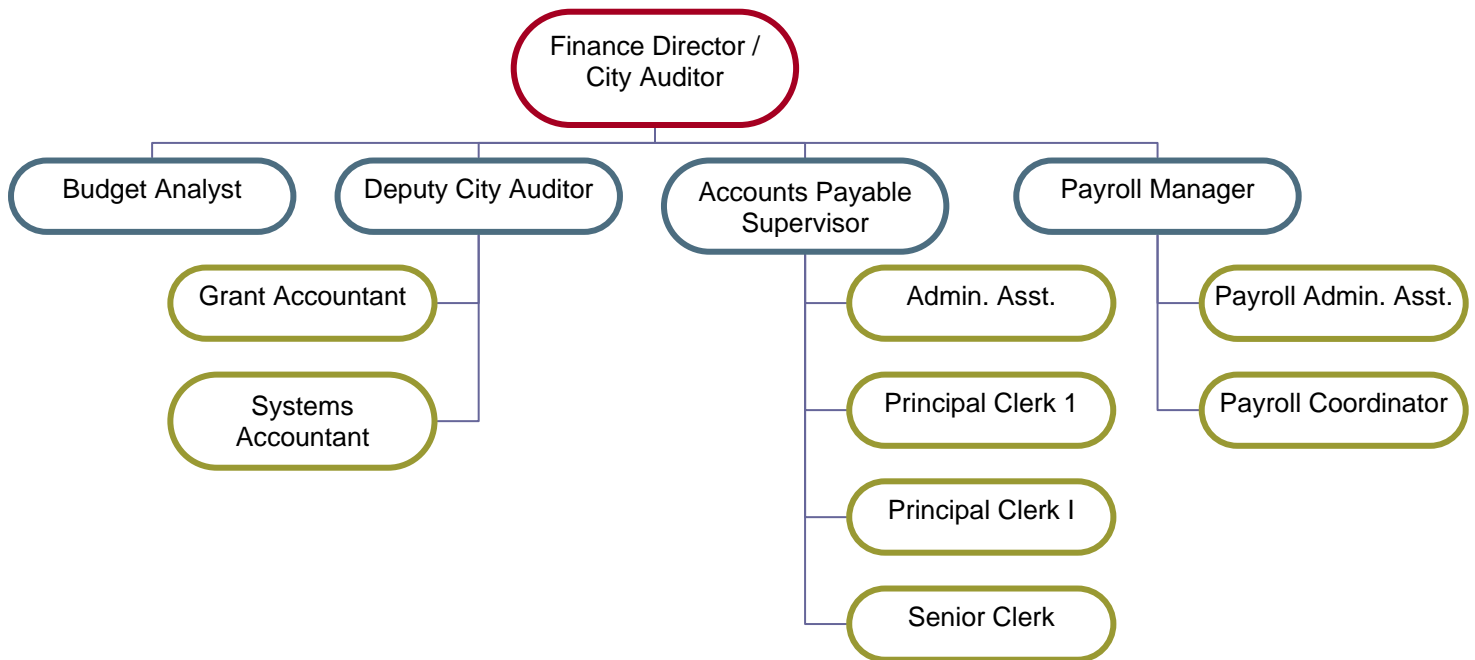 Finance Director /
City Auditor
Budget Analyst
Deputy City Auditor
Accounts Payable
Supervisor
Payroll Manager
Grant Accountant
Systems
Accountant
Admin. Asst.
Principal Clerk 1
Principal Clerk I
Senior Clerk
Payroll Admin. Asst.
Payroll Coordinator